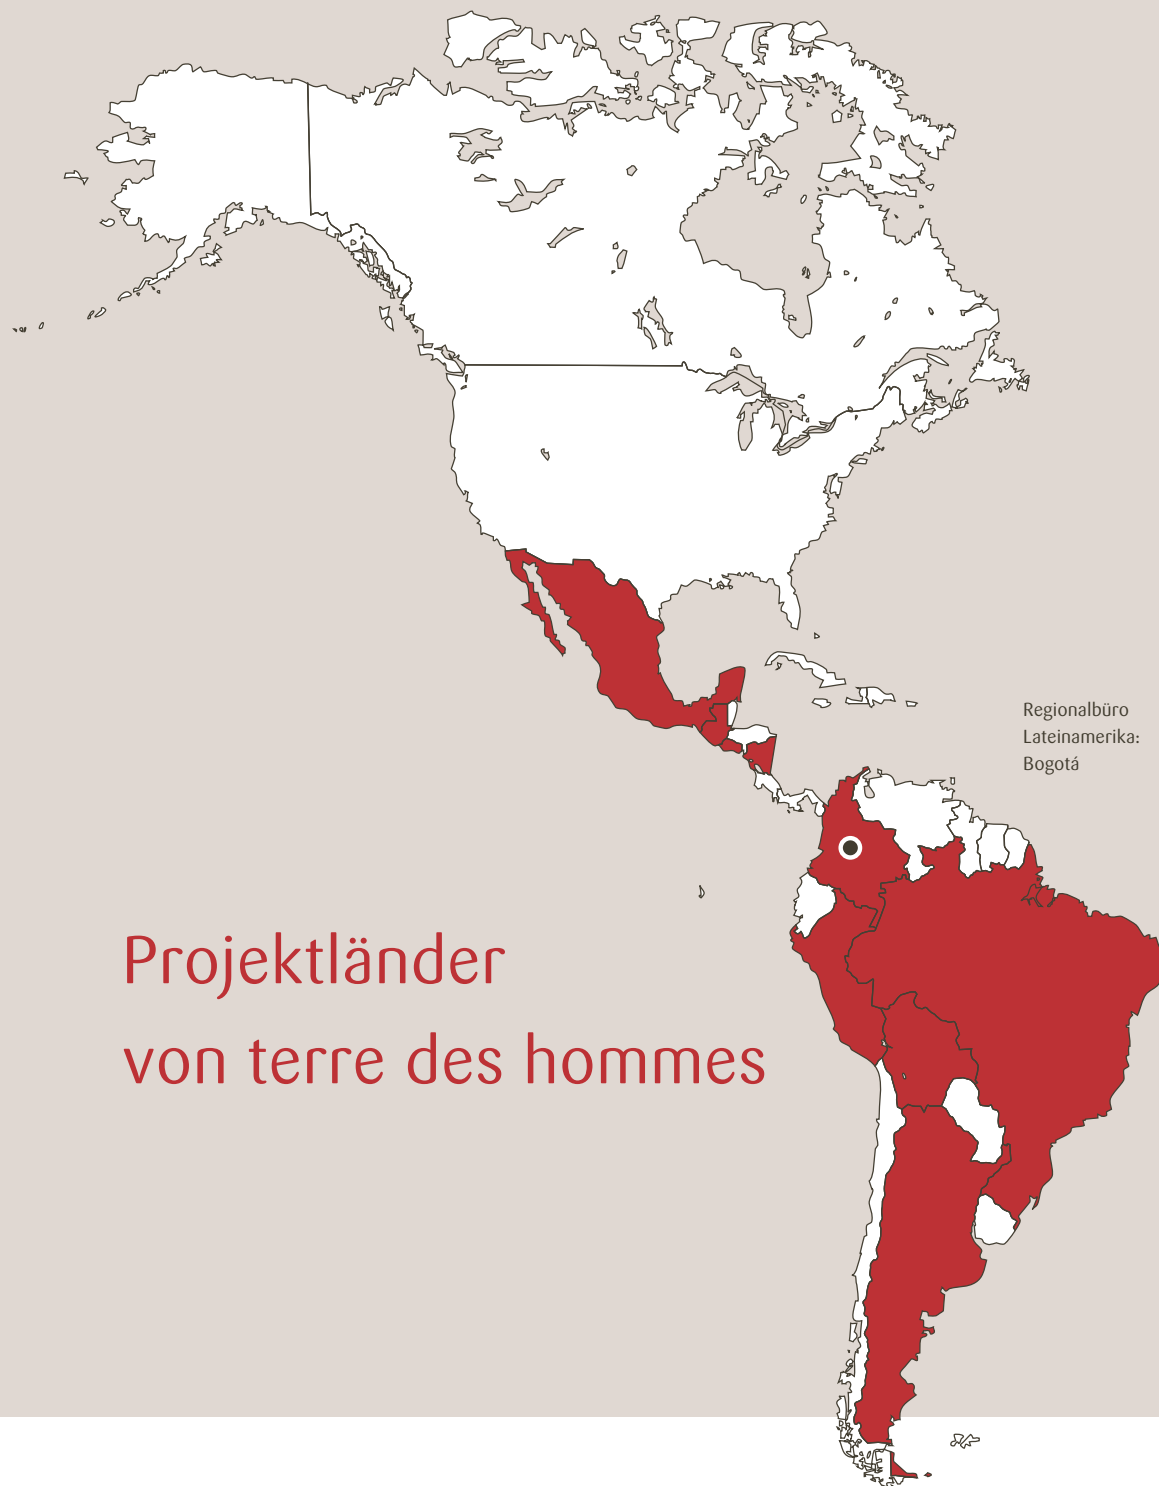 Regionalbüro
Lateinamerika:
Bogotá
Projektländer
von terre des hommes